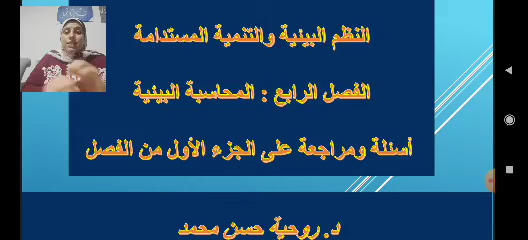 النظم البيئية والتنمية المستدامة
الفصل الرابع : المحاسبة البيئية
أسئلة ومراجعة على الجزء الأول من الفصل
د. روحية حسن محمد